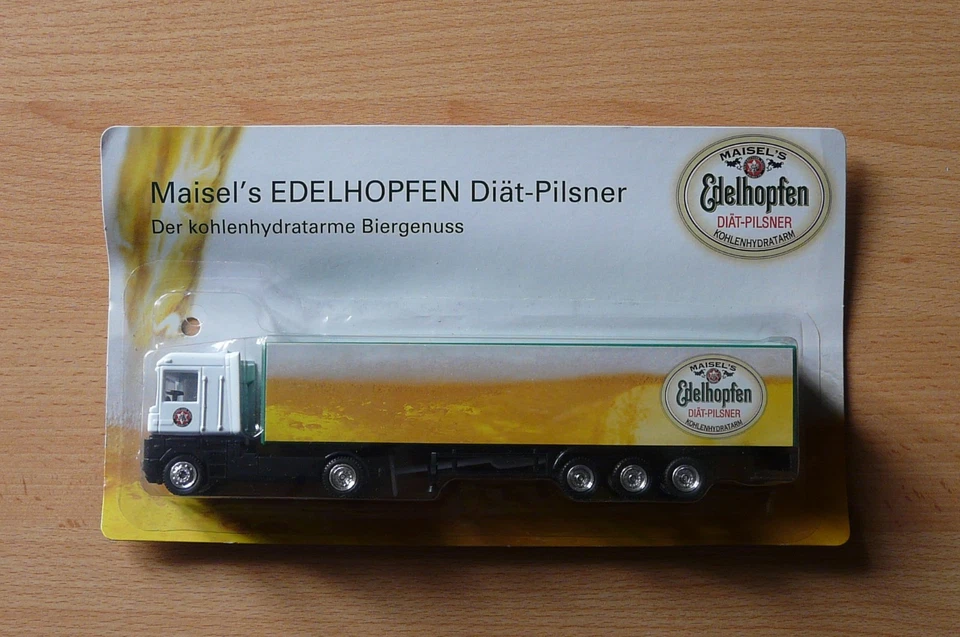 Maisel's EDELHOPFEN Diät-Pilsner
Der kohlenhydratarme Biergenuss
MAISEL'S
Edelhopfen
DIÄT-PILSNER
KOHLENHYDRATARM
MAISEL'S
Edelhopfen
DIÄT-PILSNER
KOHLENHYDRATARM